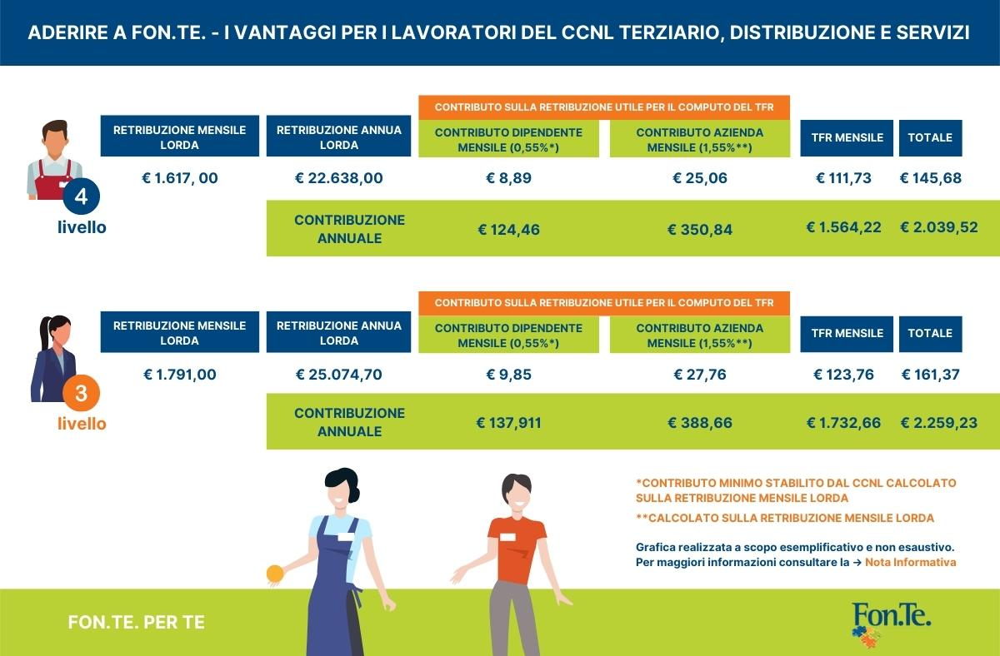 ADERIRE A FON.TE. - I VANTAGGI PER I LAVORATORI DEL CCNL TERZIARIO, DISTRIBUZIONE E SERVIZI
CONTRIBUTO SULLA RETRIBUZIONE UTILE PER IL COMPUTO DEL TFR
RETRIBUZIONE MENSILE LORDA
RETRIBUZIONE ANNUA LORDA
CONTRIBUTO DIPENDENTE MENSILE (0,55%*)
CONTRIBUTO AZIENDA MENSILE (1,55%**)
TFR MENSILE
TOTALE
€ 1.617, 00
€ 22.638,00
€ 8,89
€ 25,06
€ 111,73
€ 145,68
4
livello
CONTRIBUZIONE
ANNUALE
€ 124,46
€ 350,84
€ 1.564,22
€ 2.039,52
CONTRIBUTO SULLA RETRIBUZIONE UTILE PER IL COMPUTO DEL TFR
RETRIBUZIONE MENSILE LORDA
RETRIBUZIONE ANNUA LORDA
CONTRIBUTO DIPENDENTE MENSILE (0,55%*)
CONTRIBUTO AZIENDA MENSILE (1,55%**)
TFR MENSILE
TOTALE
€ 1.791,00
€ 25.074,70
€ 9,85
€ 27,76
€ 123,76
€ 161,37
3
livello
CONTRIBUZIONE
ANNUALE
€ 137,911
€ 388,66
€ 1.732,66
€ 2.259,23
*CONTRIBUTO MINIMO STABILITO DAL CCNL CALCOLATO
SULLA RETRIBUZIONE MENSILE LORDA
**CALCOLATO SULLA RETRIBUZIONE MENSILE LORDA
Grafica realizzata a scopo esemplificativo e non esaustivo.
Per maggiori informazioni consultare la → Nota Informativa
FON.TE. PER TE
Fon.Te.